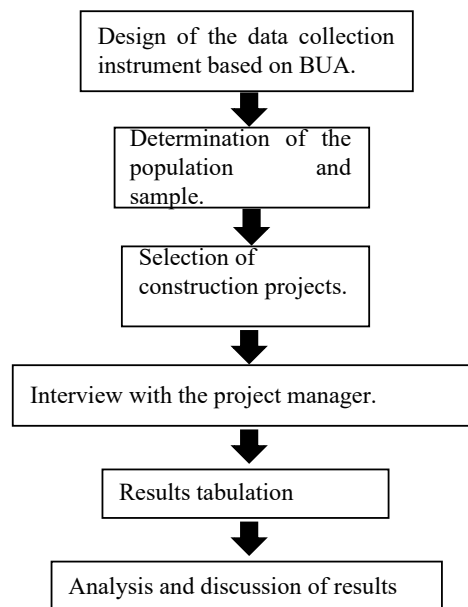 Design of the data collection
instrument based on BUA.
Determination of the
population and
sample.
Selection of
construction projects.
Interview with the project manager.
Results tabulation
Analysis and discussion of results